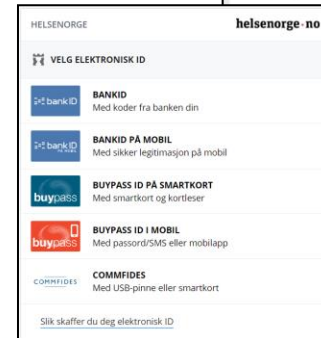 HELSENORGE helsenorge·no
VELG ELEKTRONISK ID
bankID
BANKID
Med koder fra banken din
bankID
BANKID PÅ MOBIL
Med sikker legitimasjon på mobil
buypass
BUYPASS ID PÅ SMARTKORT
Med smartkort og kortleser
buypass
BUYPASS ID I MOBIL
Med passord/SMS eller mobilapp
COMMFIDES
COMMFIDES
Med USB-pinne eller smartkort
Slik skaffer du deg elektronisk ID